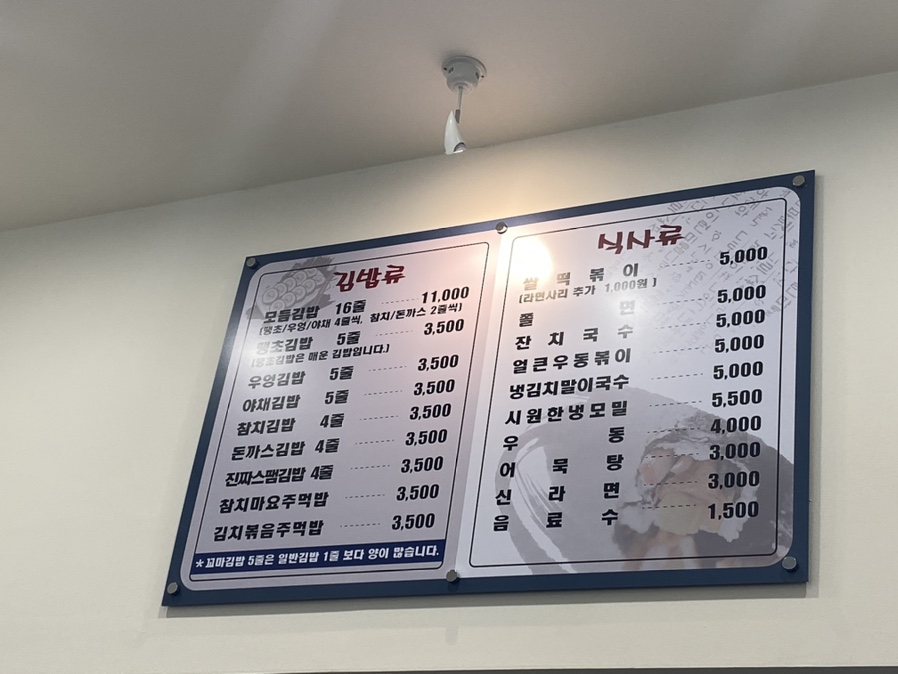 김밥류
모듬김밥 16줄 11,000
(땡초/우엉/야채 4줄씩, 참치/돈까스 2줄씩)
땡초김밥 5줄 3,500
(땡초김밥은 매운 김밥입니다.)
우엉김밥 5줄 3,500
야채김밥 5줄 3,500
참치김밥 4줄 3,500
돈까스김밥 4줄 3,500
진짜스팸김밥 4줄 3,500
참치마요주먹밥 3,500
김치볶음주먹밥 3,500
*꼬마김밥 5줄은 일반김밥 1줄 보다 양이 많습니다.
식사류
쌀떡볶이 5,000
(라면사리 추가 1,000원)
쫄면 5,000
잔치국수 5,000
얼큰우동볶이 5,000
냉김치말이국수 5,000
시원한냉모밀 5,500
우동 4,000
어묵탕 3,000
신라면 3,000
음료수 1,500